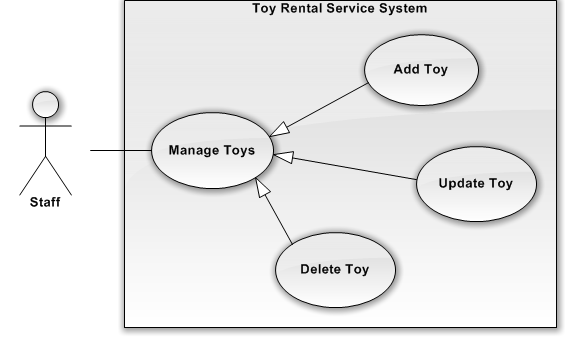 Toy Rental Service System
Add Toy
Manage Toys
Update Toy
Staff
Delete Toy